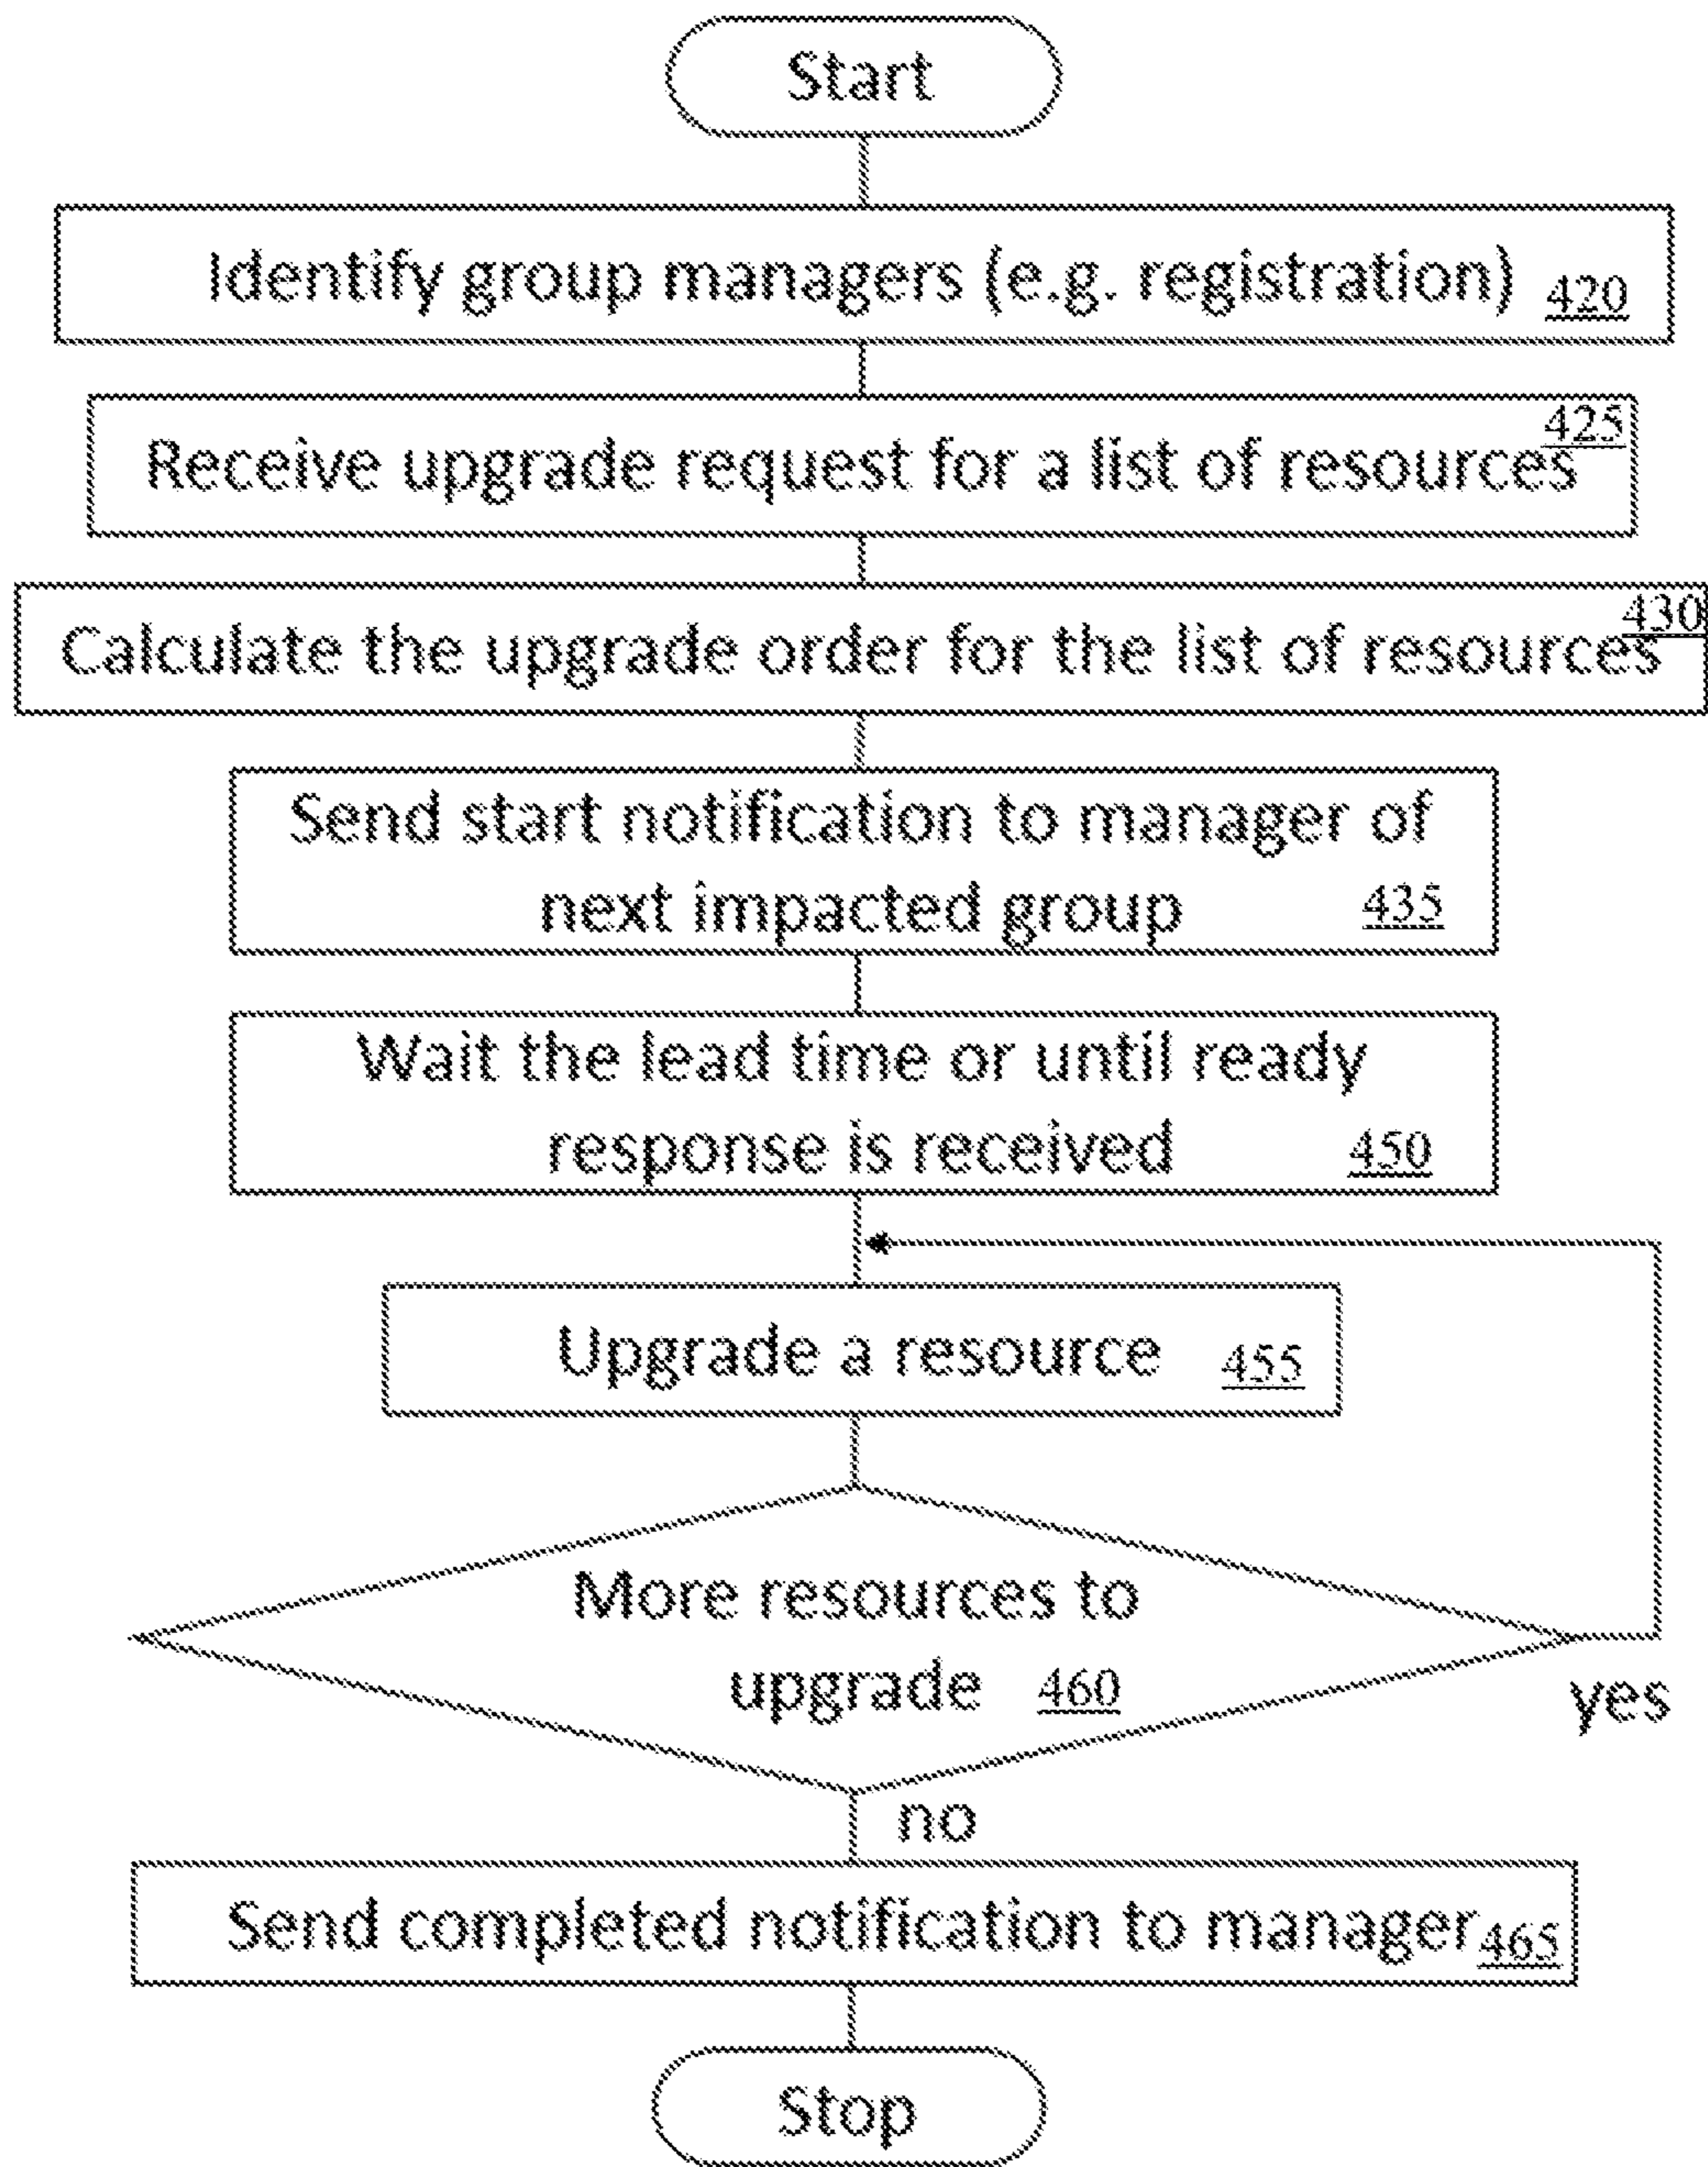 Start
Identify group managers (e.g. registration) 420
425
Receive upgrade request for a list of resources
430
Calculate the upgrade order for the list of resources
Send start notification to manager of
next impacted group 435
Wait the lead time or until ready
response is received 450
Upgrade a resource 455
More resources to
upgrade 460
yes
no
Send completed notification to manager 465
Stop